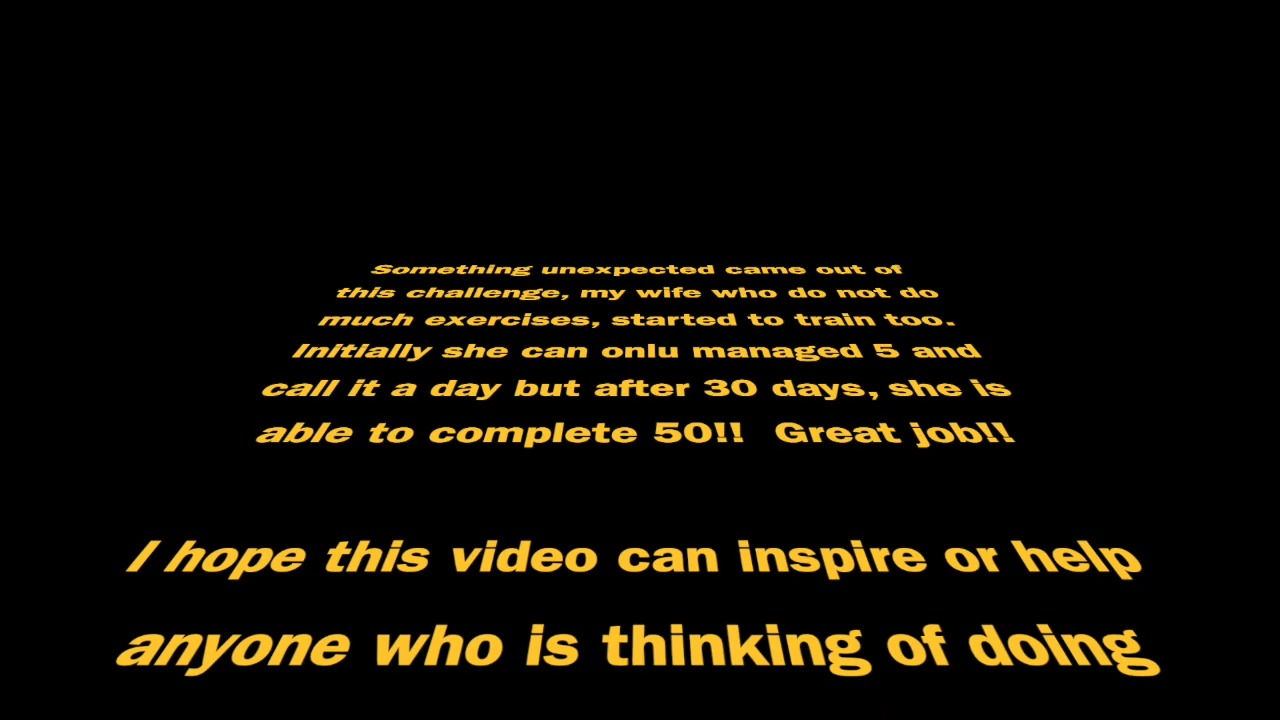 Something unexpected came out of
this challenge, my wife who do not do
much exercises, started to train too.
Initially she can onlu managed 5 and
call it a day but after 30 days, she is
able to complete 50!!  Great job!!
I hope this video can inspire or help
anyone who is thinking of doing